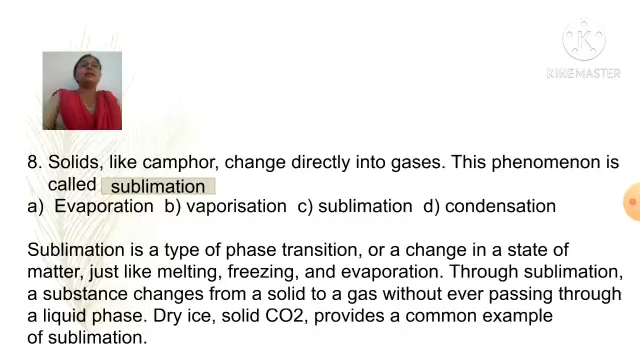 KINEMASTER
8. Solids, like camphor, change directly into gases. This phenomenon is
called sublimation
a) Evaporation b) vaporisation c) sublimation d) condensation
Sublimation is a type of phase transition, or a change in a state of
matter, just like melting, freezing, and evaporation. Through sublimation,
a substance changes from a solid to a gas without ever passing through
a liquid phase. Dry ice, solid CO2, provides a common example
of sublimation.